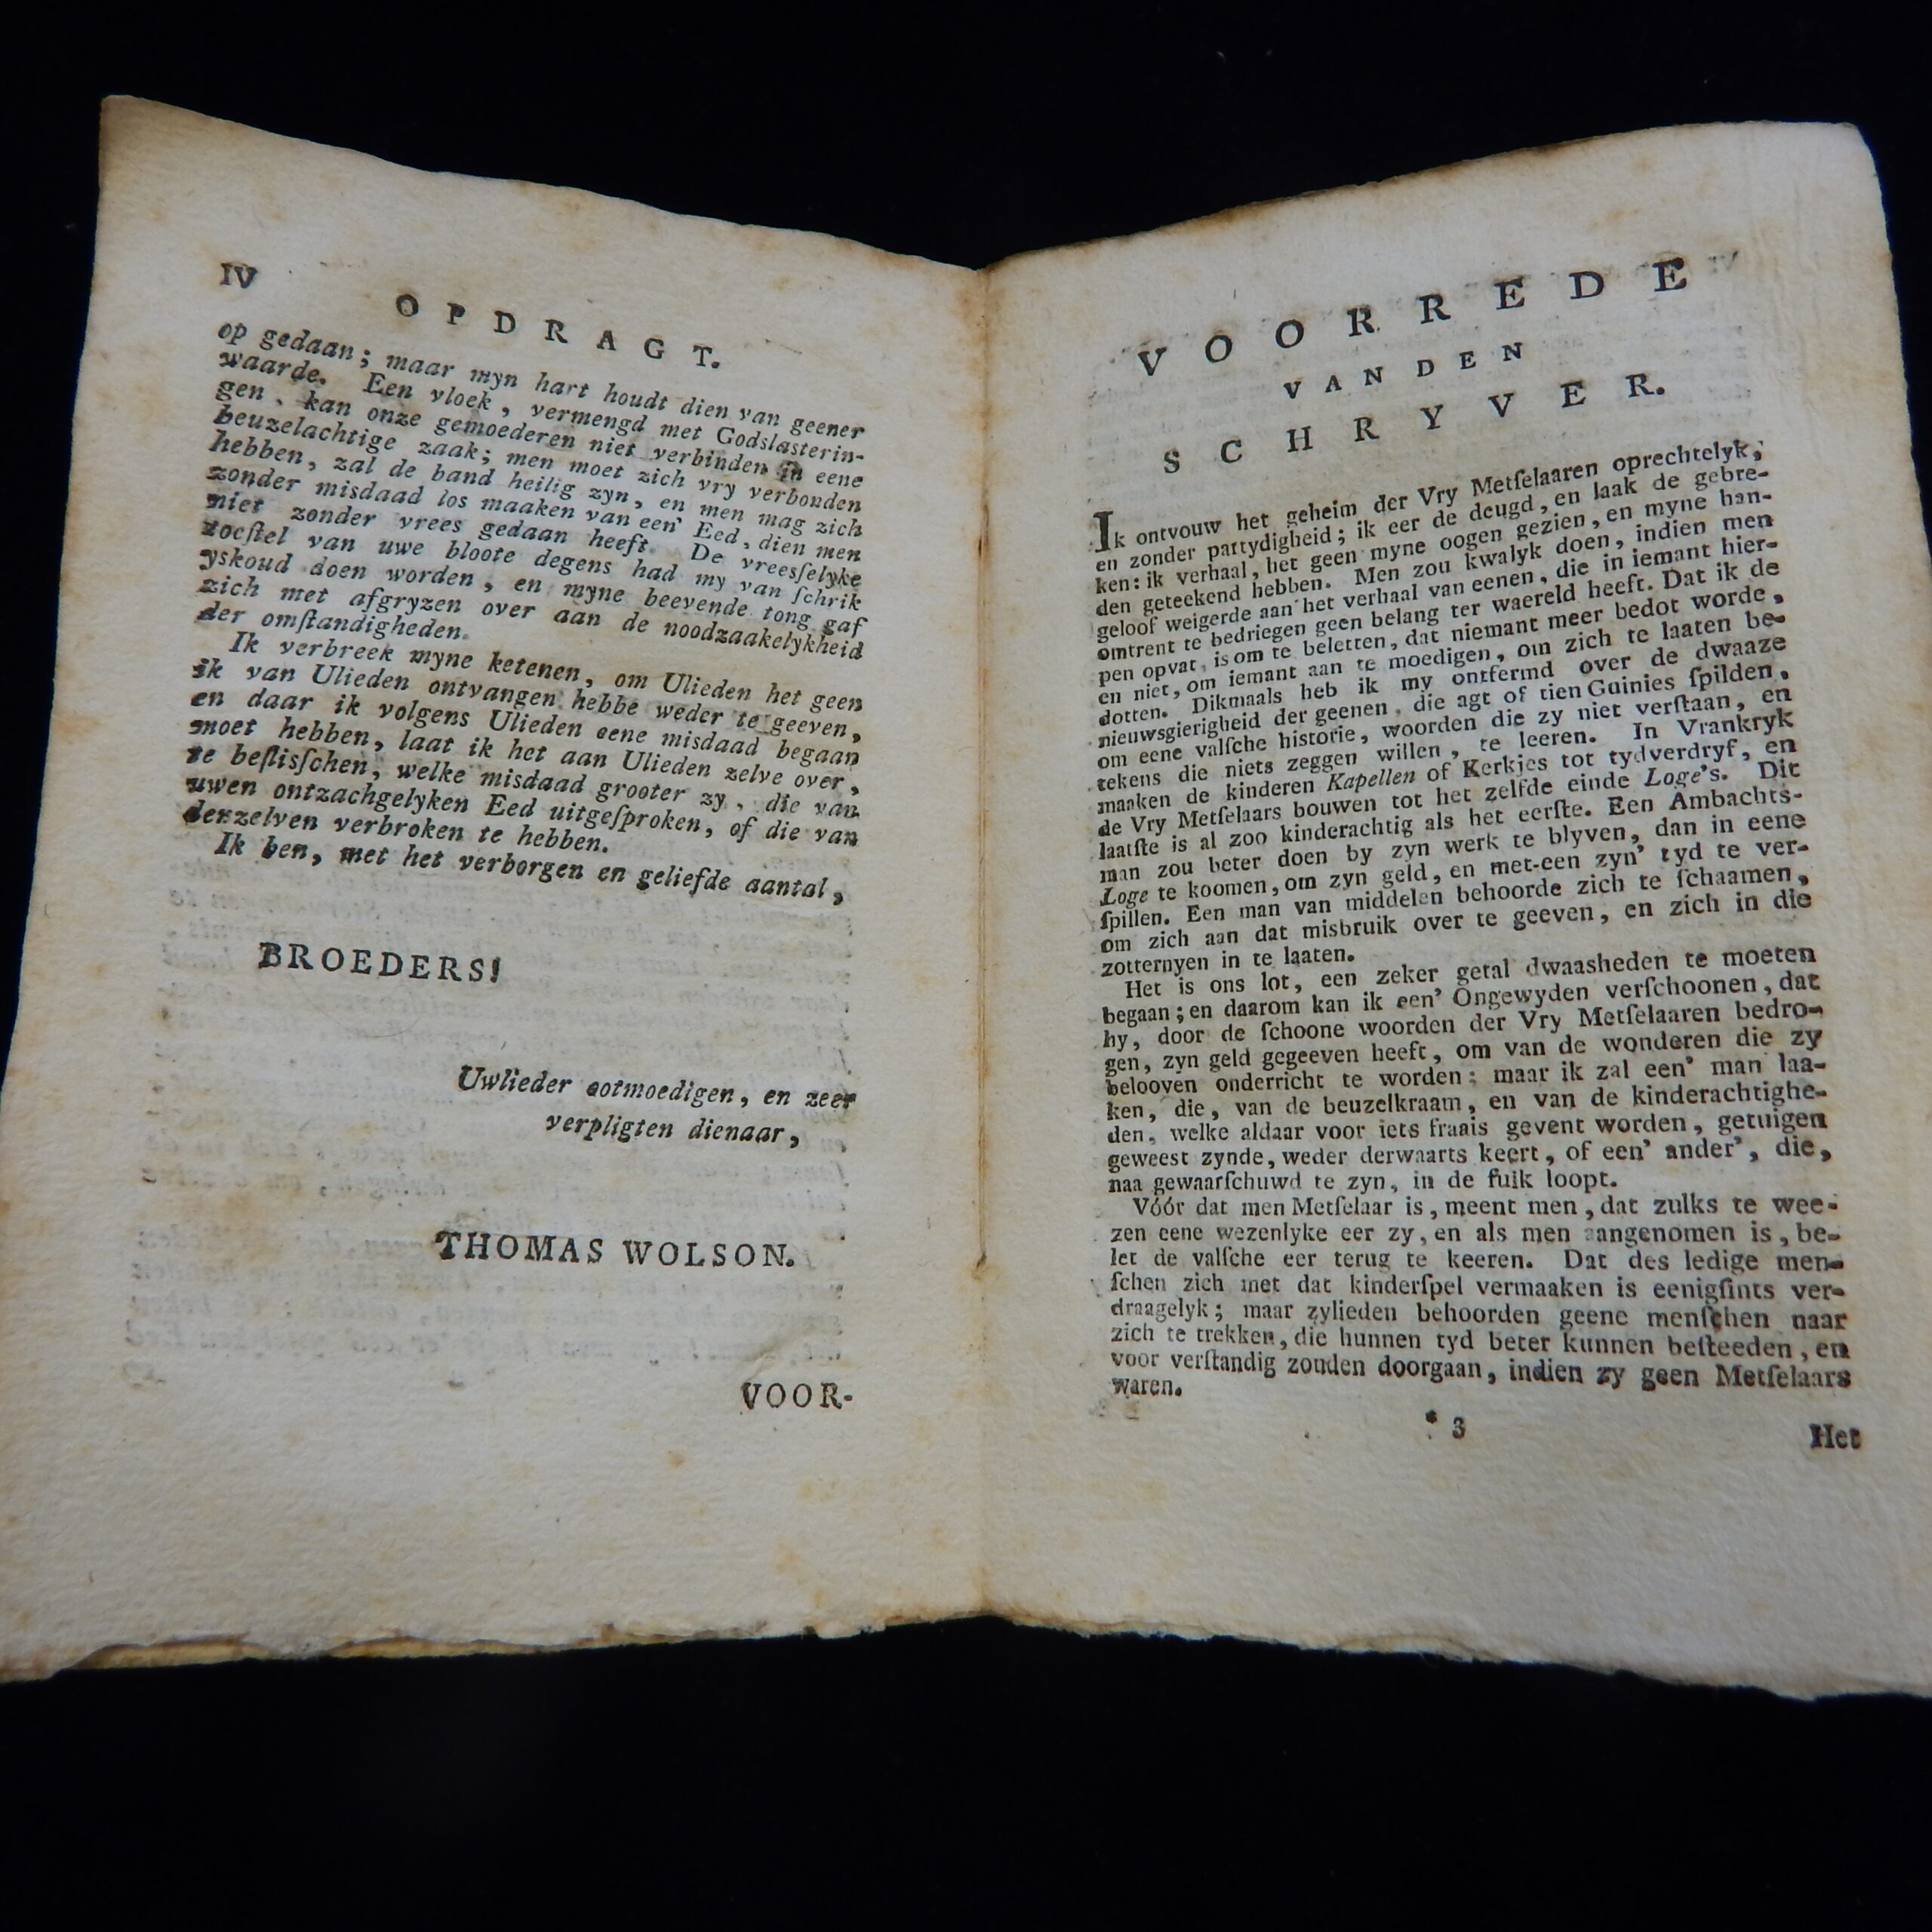 IV
OPDRAGT.
op gedaan; maar myn hart houdt dien van geener
waarde. Een vloek, vermengd met Godslasterin-
gen, kan onze gemoederen niet verbinden in eene
beuzelachtige zaak; men moet zich vry verbonden
hebben, zal de band heilig zyn, en men mag zich
zonder misdaad los maaken van een' Eed, dien men
niet zonder vrees gedaan heeft. De vreesſelyke
toeſtel van uwe bloote degens had my van ſchrik
yskoud doen worden, en myne beevende tong gaf
zich met afgryzen over aan de noodzaakelykheid
der omſtandigheden.
Ik verbreek myne ketenen, om Ulieden het geen
ik van Ulieden ontvangen hebbe weder te geeven,
en daar ik volgens Ulieden eene misdaad begaan
moet hebben, laat ik het aan Ulieden zelve over,
te beſlisſchen, welke misdaad grooter zy, die van
uwen ontzachgelyken Eed uitgeſproken, of die van
denzelven verbroken te hebben.
Ik ben, met het verborgen en geliefde aantal,
BROEDERS!
Uwlieder ootmoedigen, en zeer
verpligten dienaar,
THOMAS WOLSON.
VOOR-
VOORREDE
VAN DEN
SCHRYVER.
Ik ontvouw het geheim der Vry Metſelaaren oprechtelyk,
en zonder partydigheid; ik eer de deugd, en laak de gebre-
ken: ik verhaal, het geen myne oogen gezien, en myne han-
den geteekend hebben. Men zou kwalyk doen, indien men
geloof weigerde aan het verhaal van eenen, die in iemant hier-
omtrent te bedriegen geen belang ter waereld heeft. Dat ik de
pen opvat, is om te beletten, dat niemant meer bedot worde,
en niet, om iemant aan te moedigen, om zich te laaten be-
dotten. Dikmaals heb ik my ontfermd over de dwaaze
nieuwsgierigheid der geenen, die agt of tien Guinies ſpilden,
om eene valſche historie, woorden die zy niet verſtaan, en
tekens die niets zeggen willen, te leeren. In Vrankryk
maaken de kinderen Kapellen of Kerkjes tot tydverdryf, en
de Vry Metſelaars bouwen tot het zelfde einde Loge's. Dit
laatſte is al zoo kinderachtig als het eerſte. Een Ambachts-
man zou beter doen by zyn werk te blyven, dan in eene
Loge te koomen, om zyn geld, en met-een zyn' tyd te ver-
ſpillen. Een man van middelen behoorde zich te ſchaamen,
om zich aan dat misbruik over te geeven, en zich in die
zotternyen in te laaten.
Het is ons lot, een zeker getal dwaasheden te moeten
begaan; en daarom kan ik een' Ongewyden verſchoonen, dat
hy, door de ſchoone woorden der Vry Metſelaaren bedro-
gen, zyn geld gegeeven heeft, om van de wonderen die zy
belooven onderricht te worden: maar ik zal een' man laa-
ken, die, van de beuzelkraam, en van de kinderachtighe-
den, welke aldaar voor iets fraais gevent worden, getuigen
geweest zynde, weder derwaarts keert, of een' ander', die,
naa gewaarſchuwd te zyn, in de fuik loopt.
Vóór dat men Metſelaar is, meent men, dat zulks te wee-
zen eene wezenlyke eer zy, en als men aangenomen is, be-
let de valſche eer terug te keeren. Dat des ledige men-
ſchen zich met dat kinderſpel vermaaken is eenigſints ver-
draagelyk; maar zylieden behoorden geene menſchen naar
zich te trekken, die hunnen tyd beter kunnen beſteeden, en
voor verſtandig zouden doorgaan, indien zy geen Metſelaars
waren.
* 3
Het